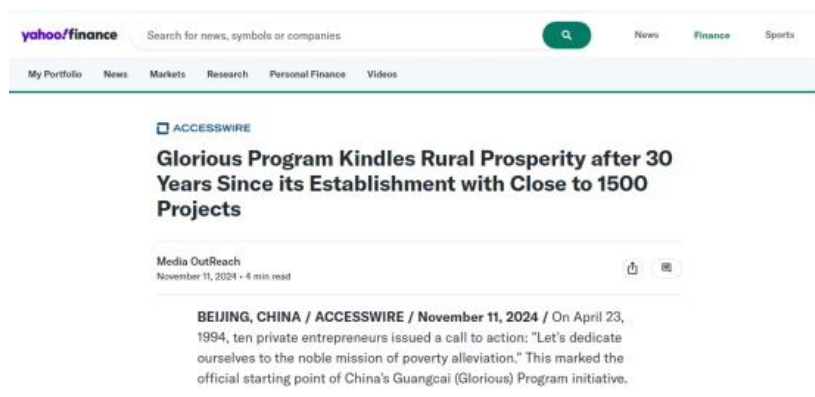 yahoo!finance Search for news, symbols or companies News Finance Sports
My Portfolio News Markets Research Personal Finance Videos
ACCESSWIRE
Glorious Program Kindles Rural Prosperity after 30
Years Since its Establishment with Close to 1500
Projects
Media OutReach
November 11, 2024 • 4 min read
BEIJING, CHINA / ACCESSWIRE / November 11, 2024 / On April 23,
1994, ten private entrepreneurs issued a call to action: "Let's dedicate
ourselves to the noble mission of poverty alleviation." This marked the
official starting point of China's Guangcai (Glorious) Program initiative.